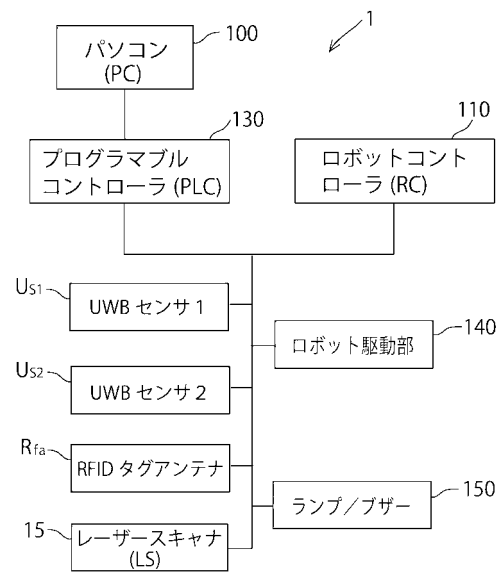 100
1
パソコン
(PC)
130
110
プログラマブル
コントローラ (PLC)
ロボットコント
ローラ (RC)
US1
UWB センサ 1
140
ロボット駆動部
US2
UWB センサ 2
Rfa
RFID タグアンテナ
150
ランプ／ブザー
15
レーザースキャナ
(LS)